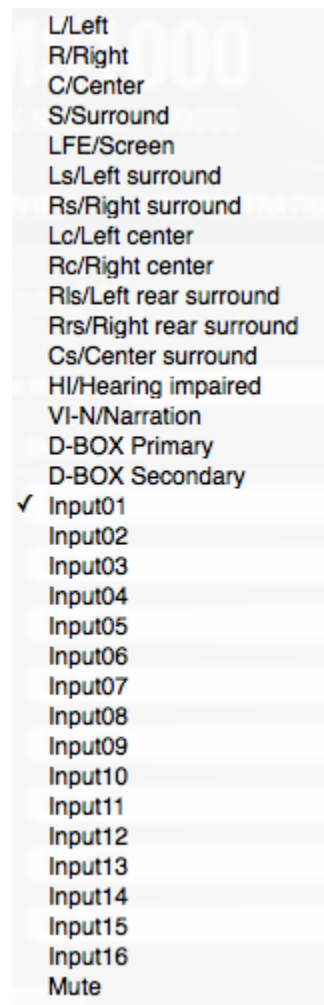 L/Left
R/Right
C/Center
S/Surround
LFE/Screen
Ls/Left surround
Rs/Right surround
Lc/Left center
Rc/Right center
Rls/Left rear surround
Rrs/Right rear surround
Cs/Center surround
HI/Hearing impaired
VI-N/Narration
D-BOX Primary
D-BOX Secondary
✓ Input01
Input02
Input03
Input04
Input05
Input06
Input07
Input08
Input09
Input10
Input11
Input12
Input13
Input14
Input15
Input16
Mute